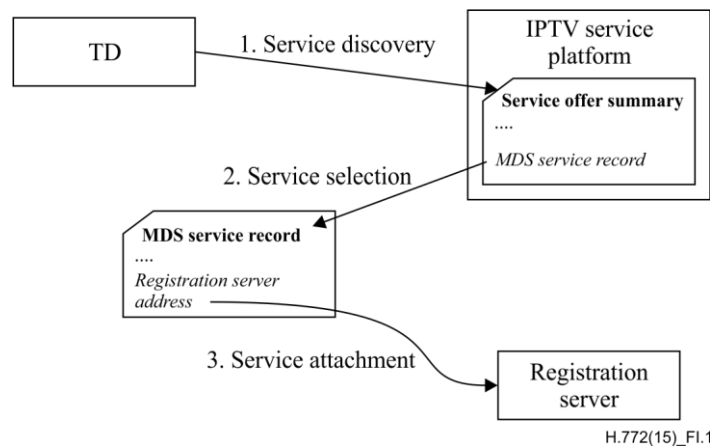 TD
1. Service discovery
IPTV service
platform
Service offer summary
....
MDS service record
2. Service selection
MDS service record
....
Registration server
address
3. Service attachment
Registration
server
H.772(15)_FI.1